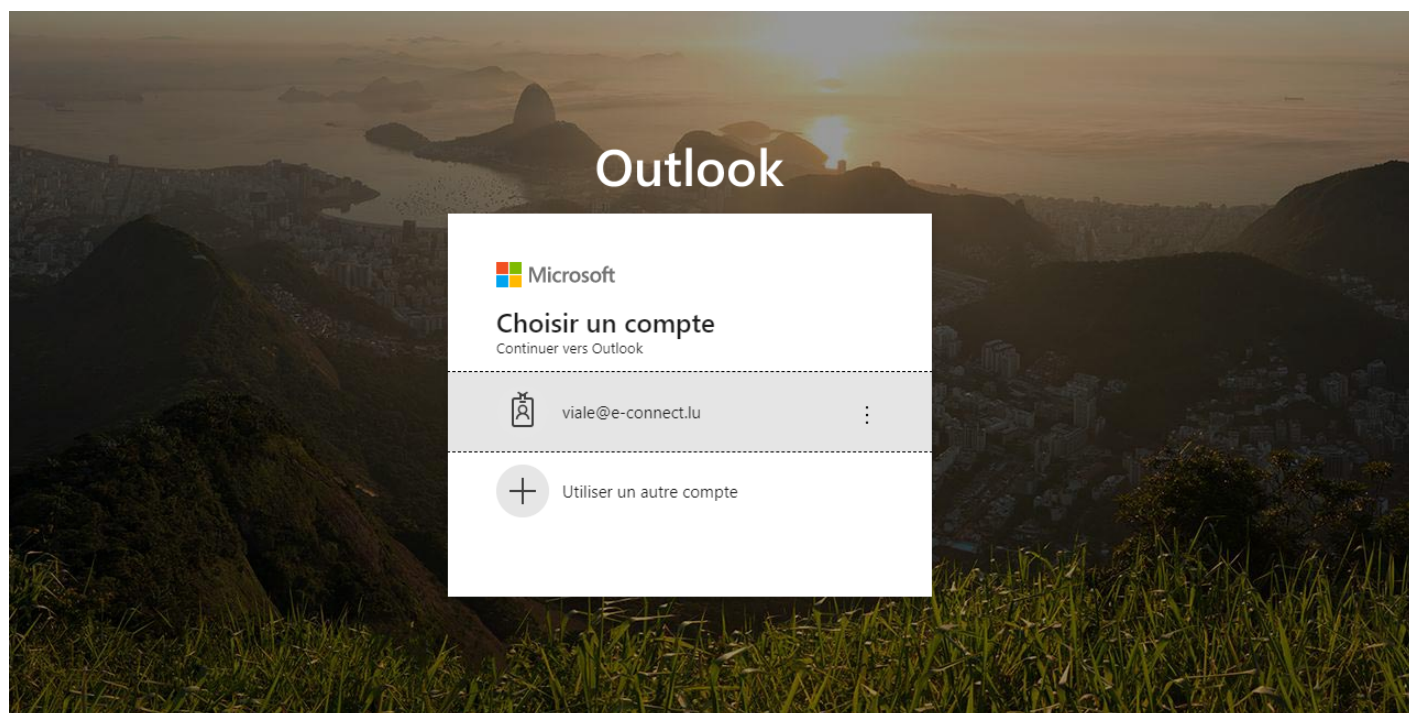 Outlook
Microsoft
Choisir un compte
Continuer vers Outlook
viale@e-connect.lu
Utiliser un autre compte